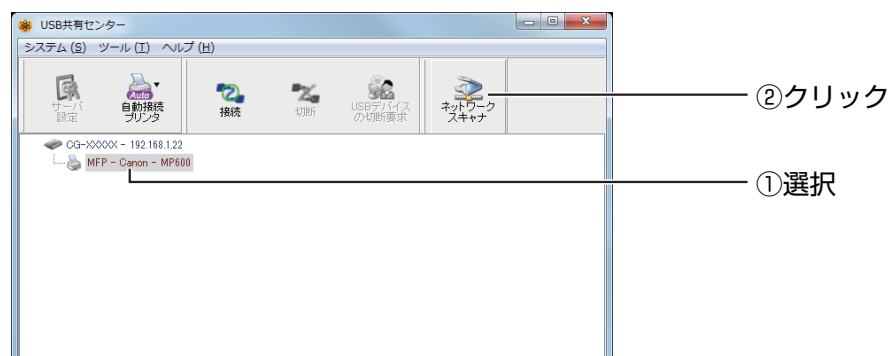 USB共有センター
システム (S) ツール (T) ヘルプ (H)
サーバ
設定
Auto
自動接続
プリンタ
接続
切断
USBデバイス
の切断要求
ネットワーク
スキャナ
②クリック
CG-XXXXX - 192.168.1.22
MFP - Canon - MP600
①選択